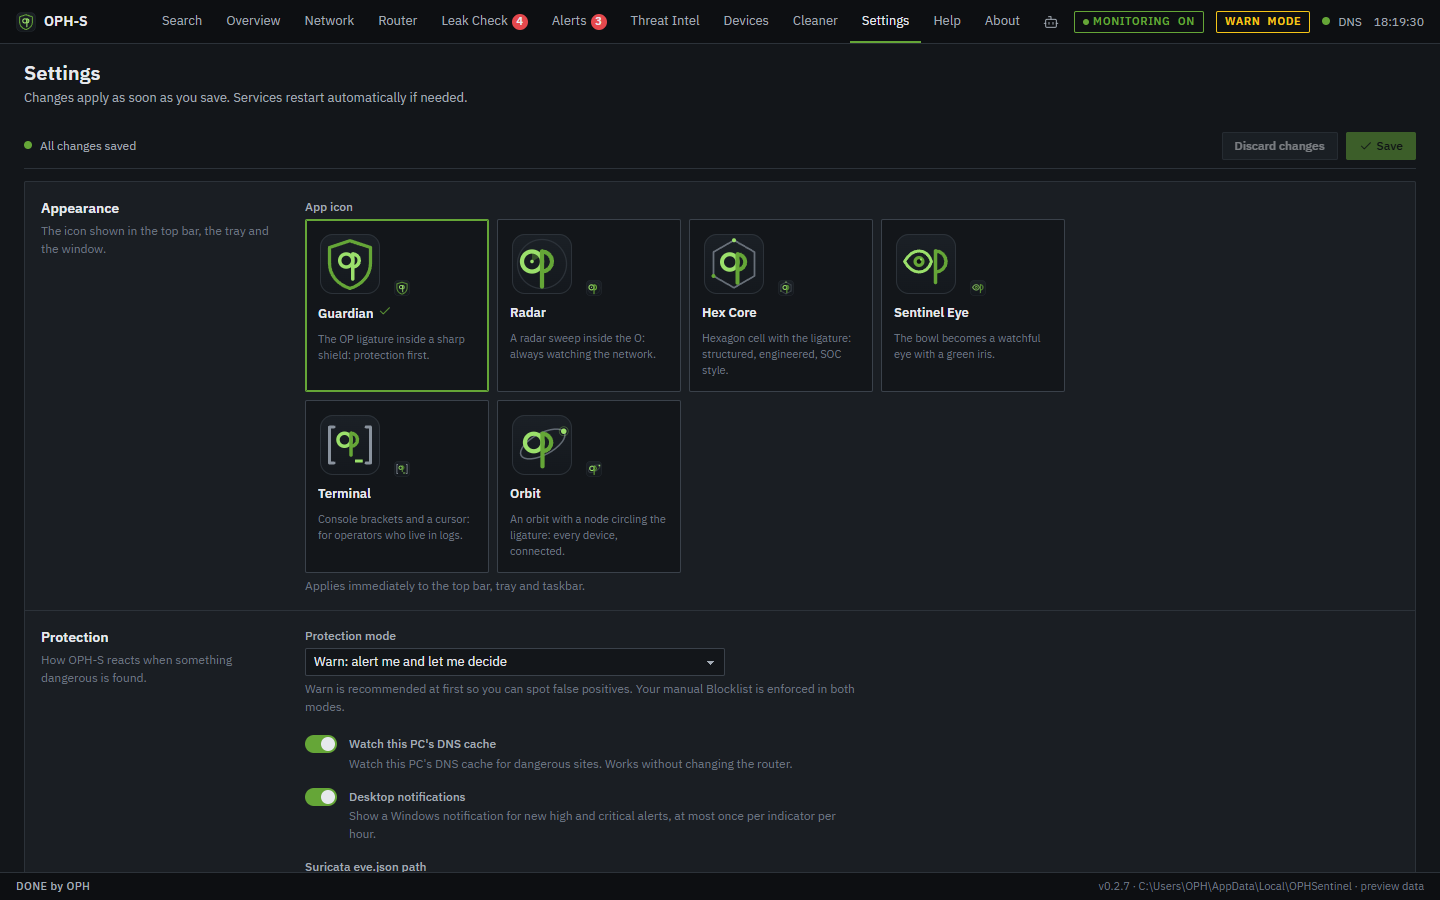 OPH-S
Search
Overview
Network
Router
Leak Check 4
Alerts 3
Threat Intel
Devices
Cleaner
Settings
Help
About
MONITORING ON
WARN MODE
DNS
18:19:30
Settings
Changes apply as soon as you save. Services restart automatically if needed.
All changes saved
Discard changes
Save
Appearance
The icon shown in the top bar, the tray and
the window.
App icon
Guardian
The OP ligature inside a sharp
shield: protection first.
Radar
A radar sweep inside the O:
always watching the network.
Hex Core
Hexagon cell with the ligature:
structured, engineered, SOC
style.
Sentinel Eye
The bowl becomes a watchful
eye with a green iris.
Terminal
Console brackets and a cursor:
for operators who live in logs.
Orbit
An orbit with a node circling the
ligature: every device,
connected.
Applies immediately to the top bar, tray and taskbar.
Protection
How OPH-S reacts when something
dangerous is found.
Protection mode
Warn: alert me and let me decide
Warn is recommended at first so you can spot false positives. Your manual Blocklist is enforced in both
modes.
Watch this PC's DNS cache
Watch this PC's DNS cache for dangerous sites. Works without changing the router.
Desktop notifications
Show a Windows notification for new high and critical alerts, at most once per indicator per
hour.
Suricata eve.json path
DONE by OPH
v0.2.7 · C:\Users\OPH\AppData\Local\OPHSentinel · preview data